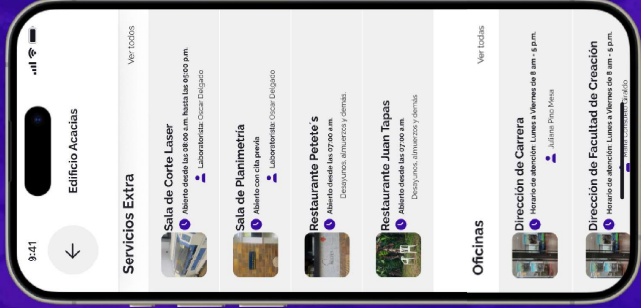 9:41
Edificio Acacias
Servicios Extra
Ver todos
Sala de Corte Laser
Abierto desde las 08:00 a.m. hasta las 05:00 p.m.
Laboratorista: Oscar Delgado
Sala de Planimetría
Abierto con cita previa
Laboratorista: Oscar Delgado
Restaurante Petete´s
Abierto desde las 07:00 a.m.
Desayunos, almuerzos y demás.
Restaurante Juan Tapas
Abierto desde las 07:00 a.m.
Desayunos, almuerzos y demás.
Oficinas
Ver todas
Dirección de Carrera
Horario de atención: Lunes a Viernes de 8 am - 5 p.m.
Juliana Pino Mesa
Dirección de Facultad de Creación
Horario de atención: Lunes a Viernes de 8 am - 5 p.m.